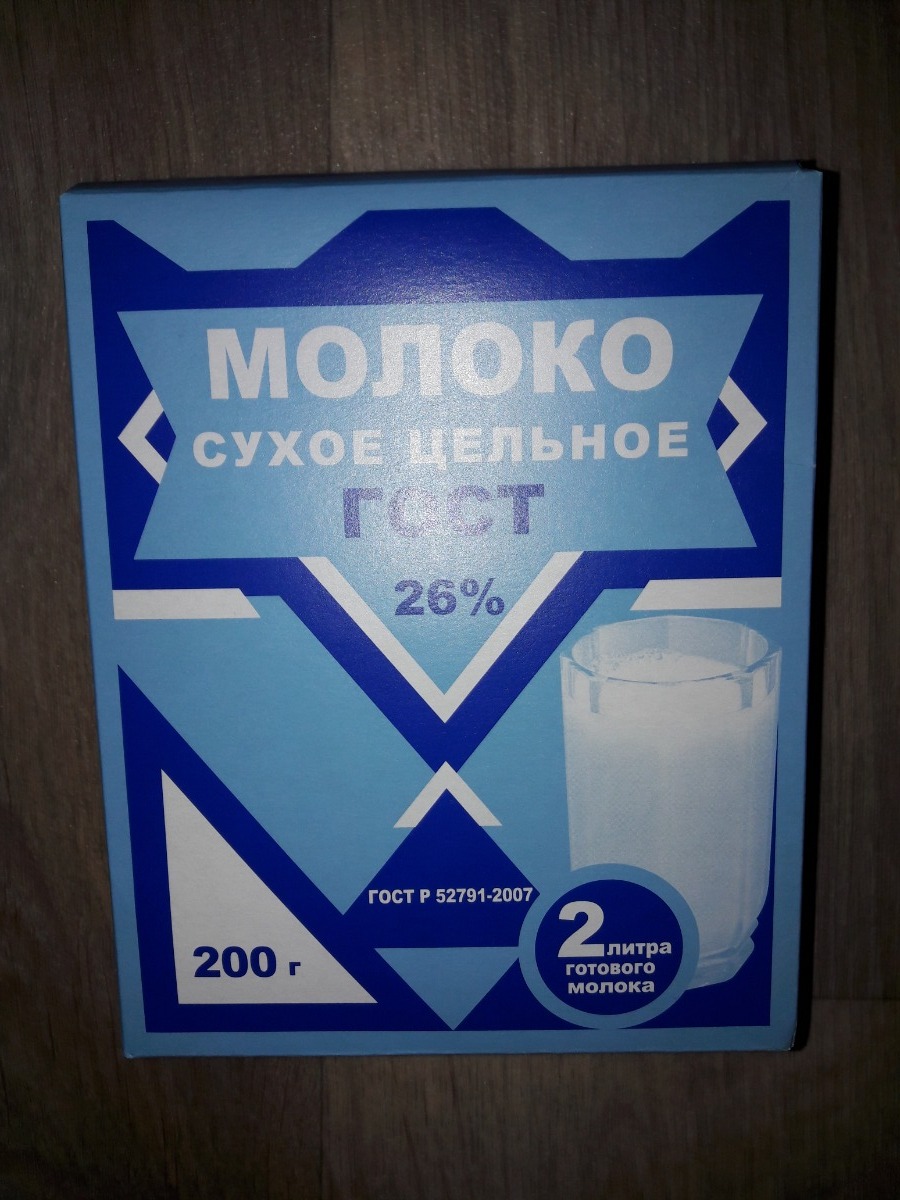 МОЛОКО
СУХОЕ ЦЕЛЬНОЕ
ГОСТ
26%
ГОСТ Р 52791-2007
200 г
2 литра
готового
молока